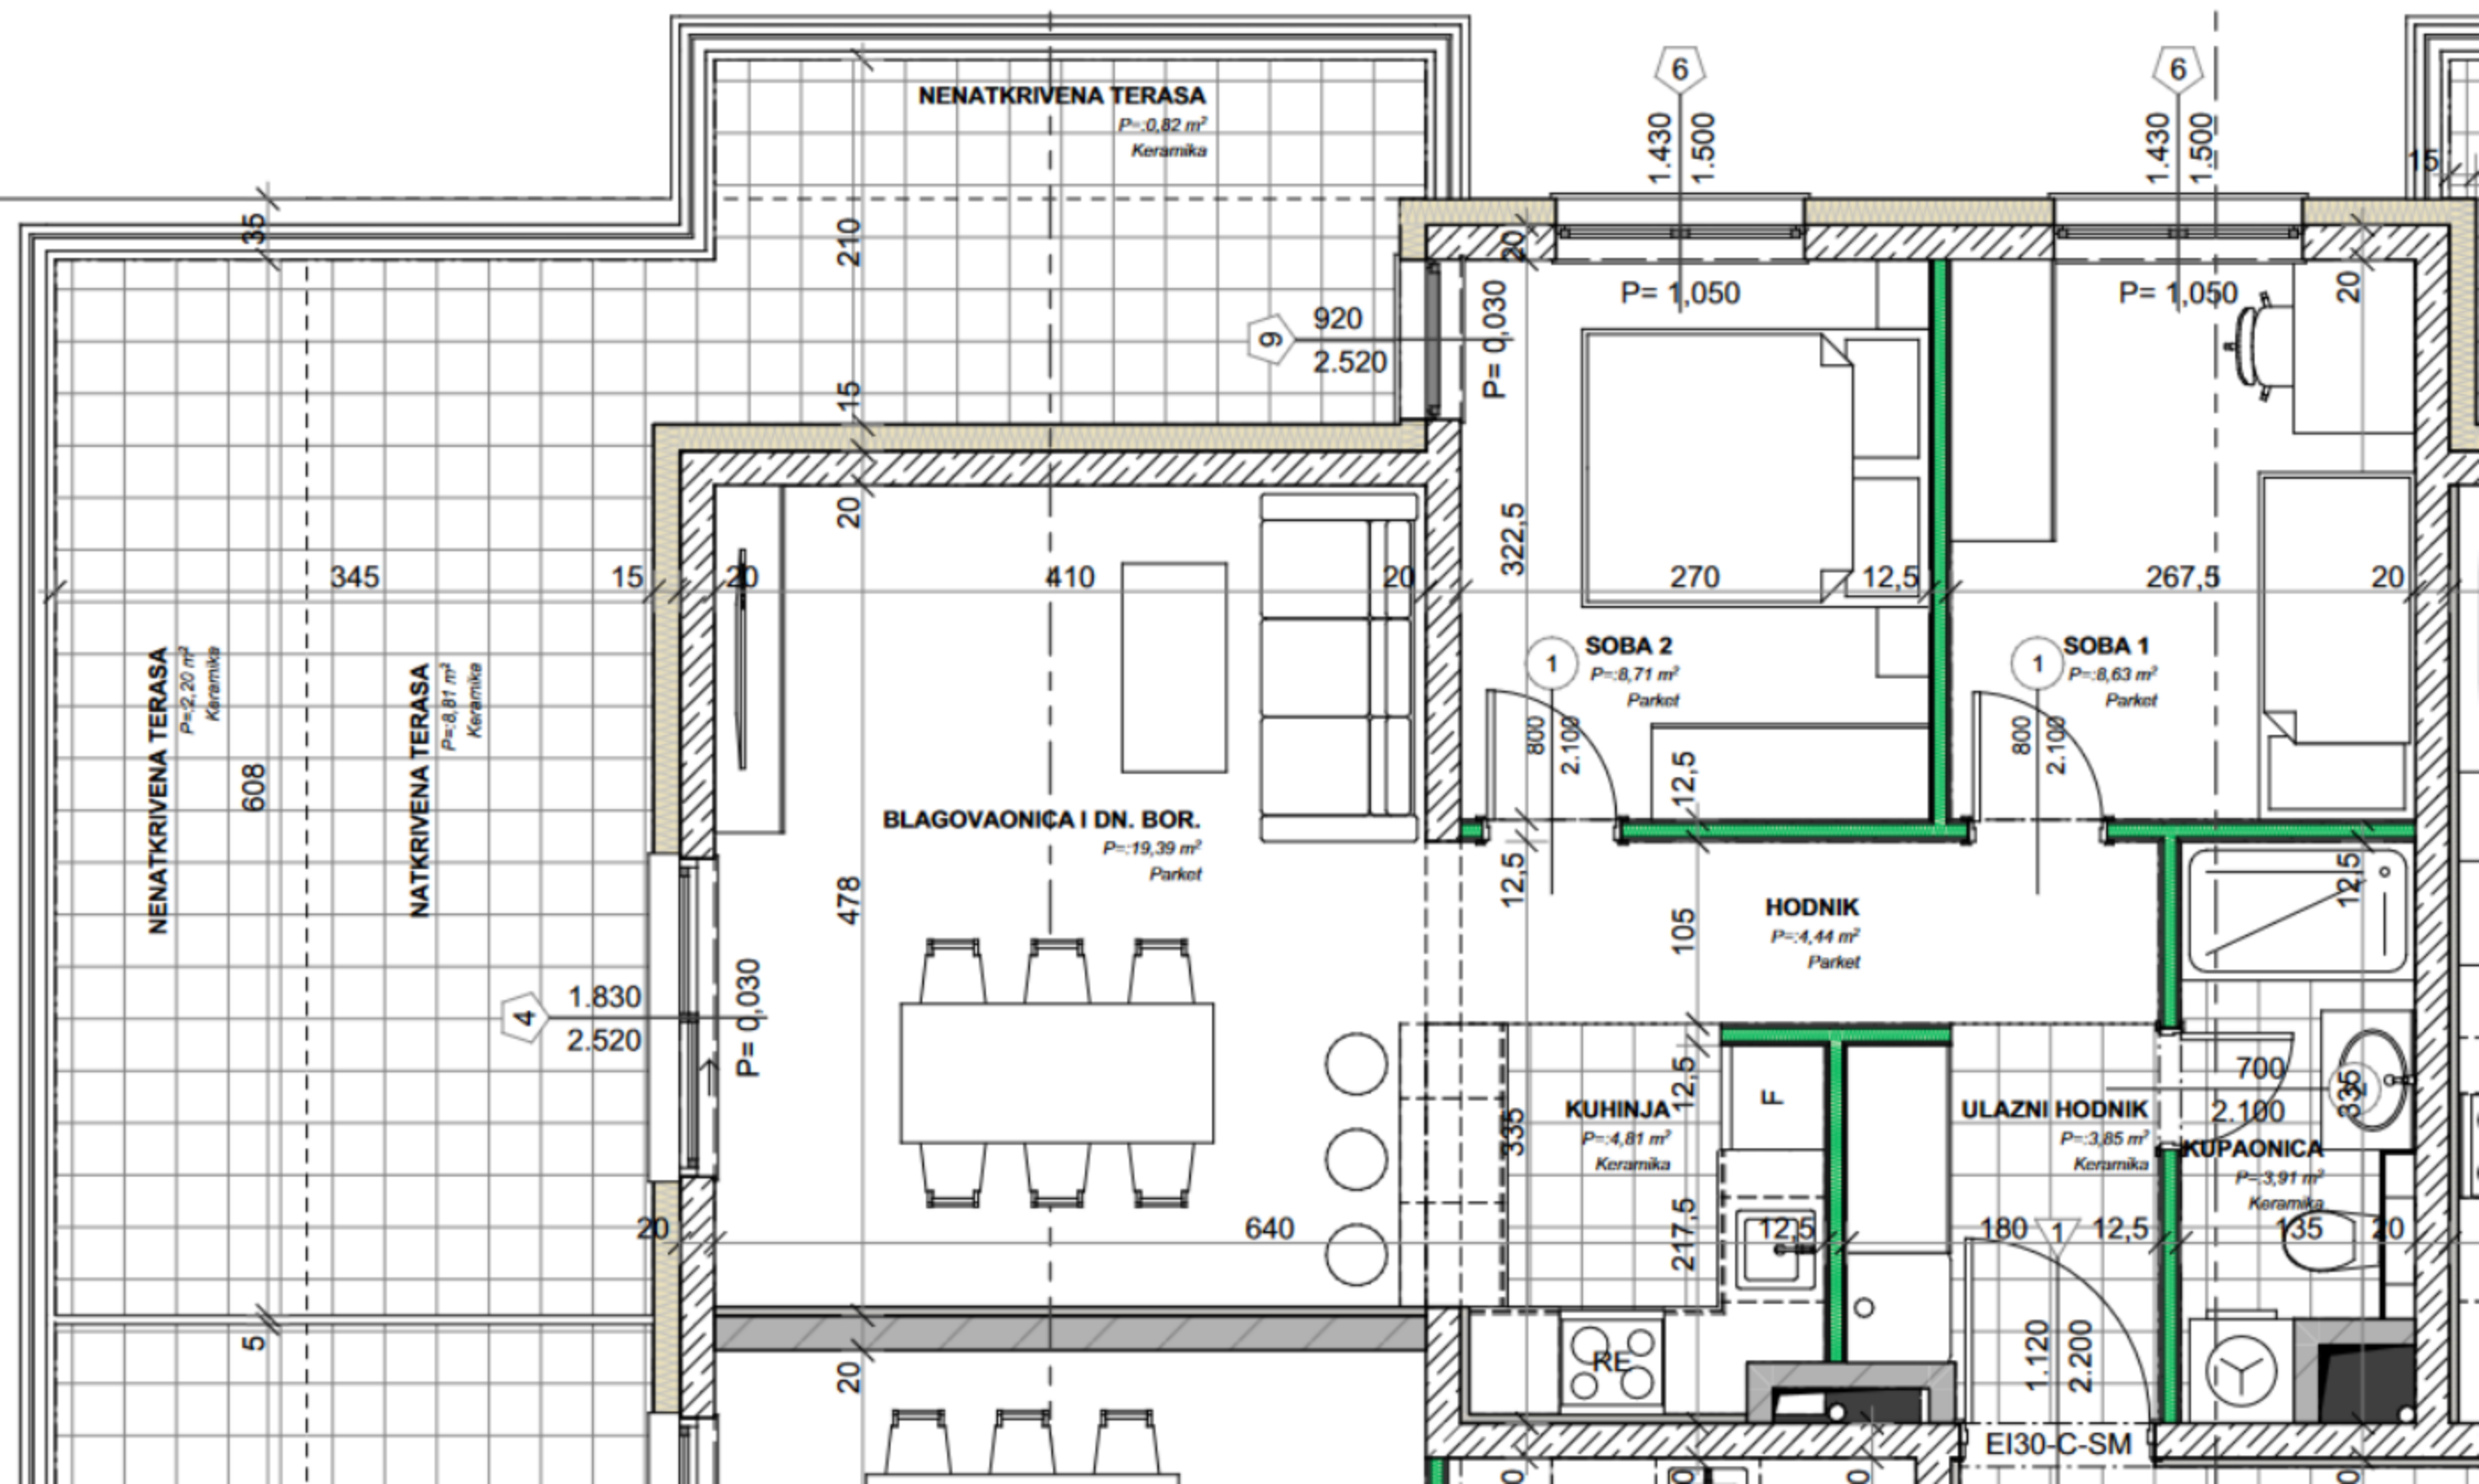 NENATKRIVENA TERASA
P=:0,82 m²
Keramika
6
1.430
1.500
6
1.430
1.500
15
35
210
20
P= 1,050
P= 1,050
20
9
920
2.520
P= 0,030
15
20
322,5
345
15
20
410
20
270
12,5
267,5
20
NENATKRIVENA TERASA
P=:2,20 m²
Keramika
608
NATKRIVENA TERASA
P=:8,81 m²
Keramika
1
SOBA 2
P=:8,71 m²
Parket
800
2.100
1
SOBA 1
P=:8,63 m²
Parket
800
2.100
12,5
BLAGOVAONICA I DN. BOR.
P=:19,39 m²
Parket
478
12,5
105
HODNIK
P=:4,44 m²
Parket
12,5
4
1.830
2.520
P= 0,030
335
KUHINJA
P=:4,81 m²
Keramika
12,5
F
ULAZNI HODNIK
P=:3,85 m²
Keramika
700
2.100
335
KUPAONICA
P=:3,91 m²
Keramika
20
640
217,5
12,5
180
1
12,5
135
20
5
20
RE
1.120
2.200
EI30-C-SM